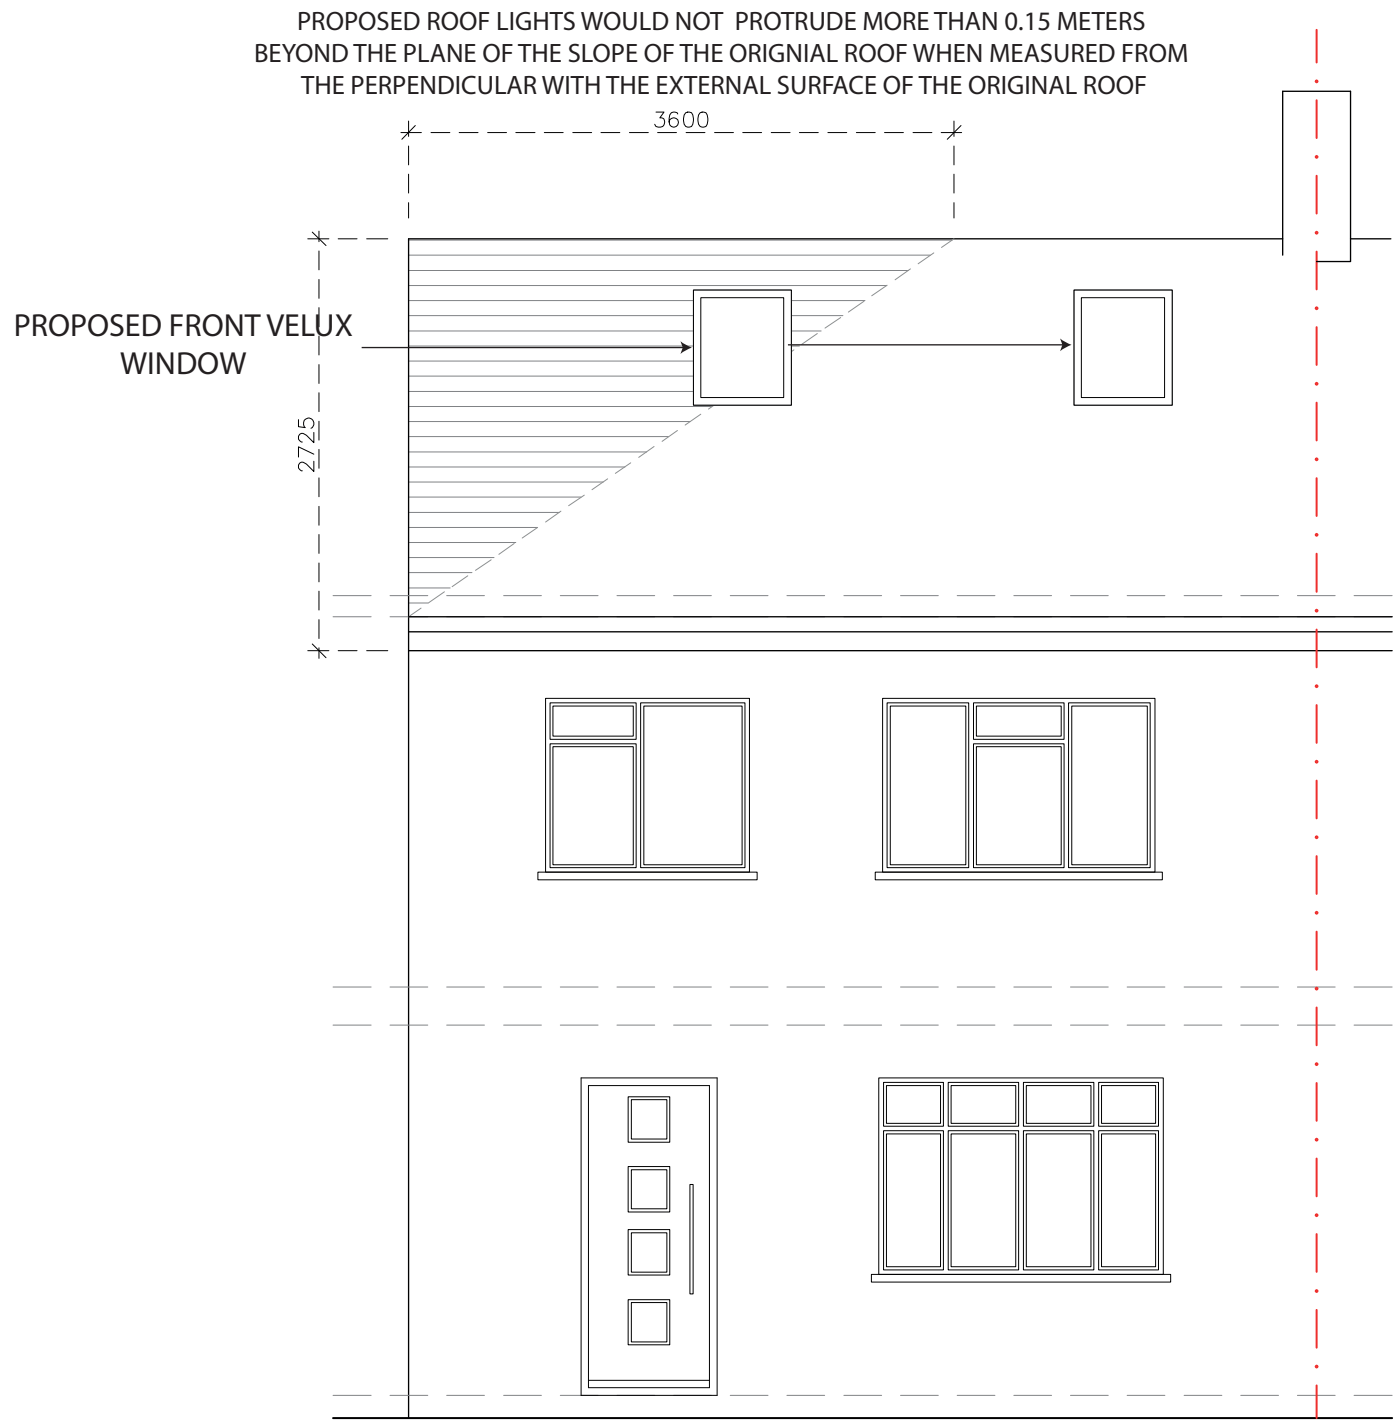 PROPOSED ROOF LIGHTS WOULD NOT PROTRUDE MORE THAN 0.15 METERS
BEYOND THE PLANE OF THE SLOPE OF THE ORIGNIAL ROOF WHEN MEASURED FROM
THE PERPENDICULAR WITH THE EXTERNAL SURFACE OF THE ORIGINAL ROOF
3600
PROPOSED FRONT VELUX
WINDOW
2725